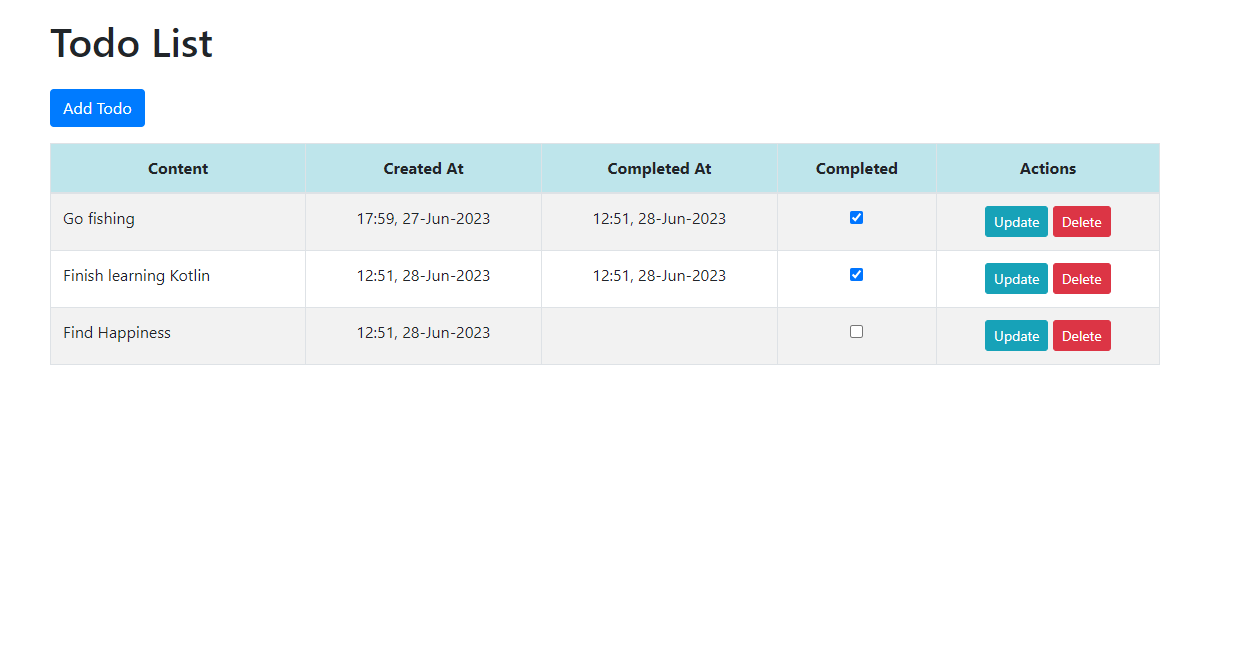 Todo List
Add Todo
Content Created At Completed At Completed Actions
Go fishing 17:59, 27-Jun-2023 12:51, 28-Jun-2023 Update Delete
Finish learning Kotlin 12:51, 28-Jun-2023 12:51, 28-Jun-2023 Update Delete
Find Happiness 12:51, 28-Jun-2023 Update Delete